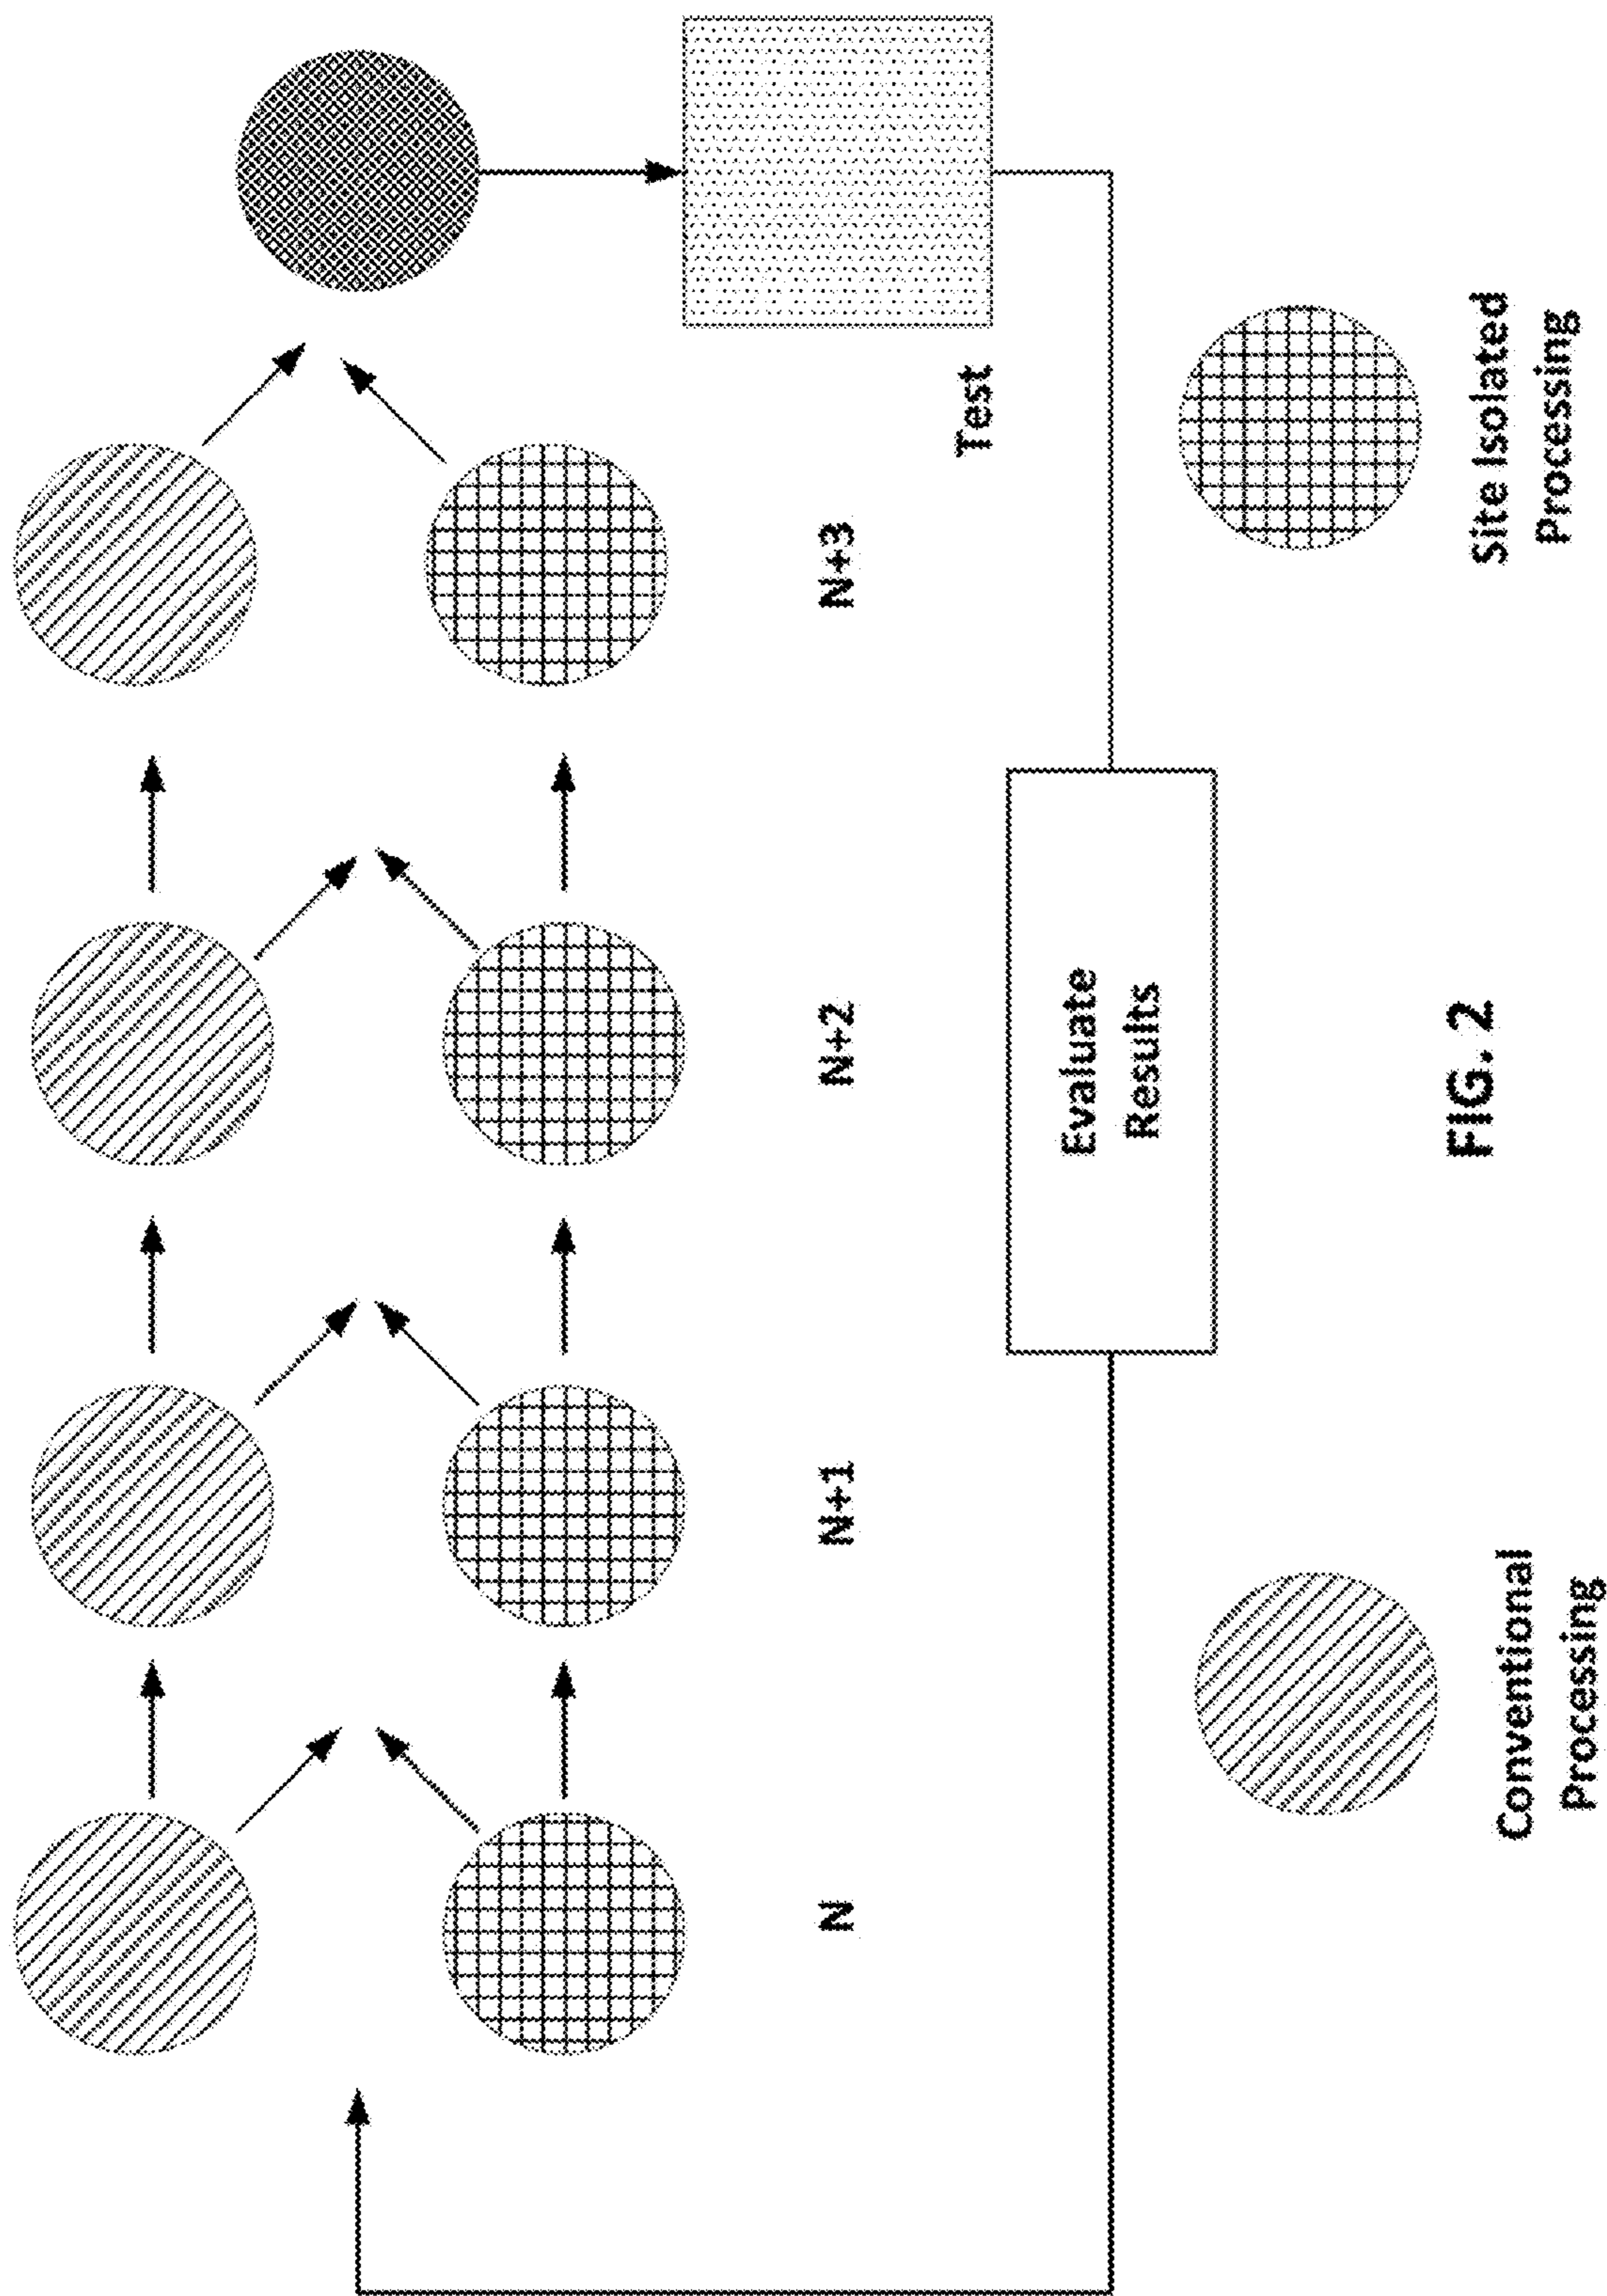 N
N+1
N+2
N+3
Test
Evaluate
Results
Conventional
Processing
Site Isolated
Processing
FIG. 2